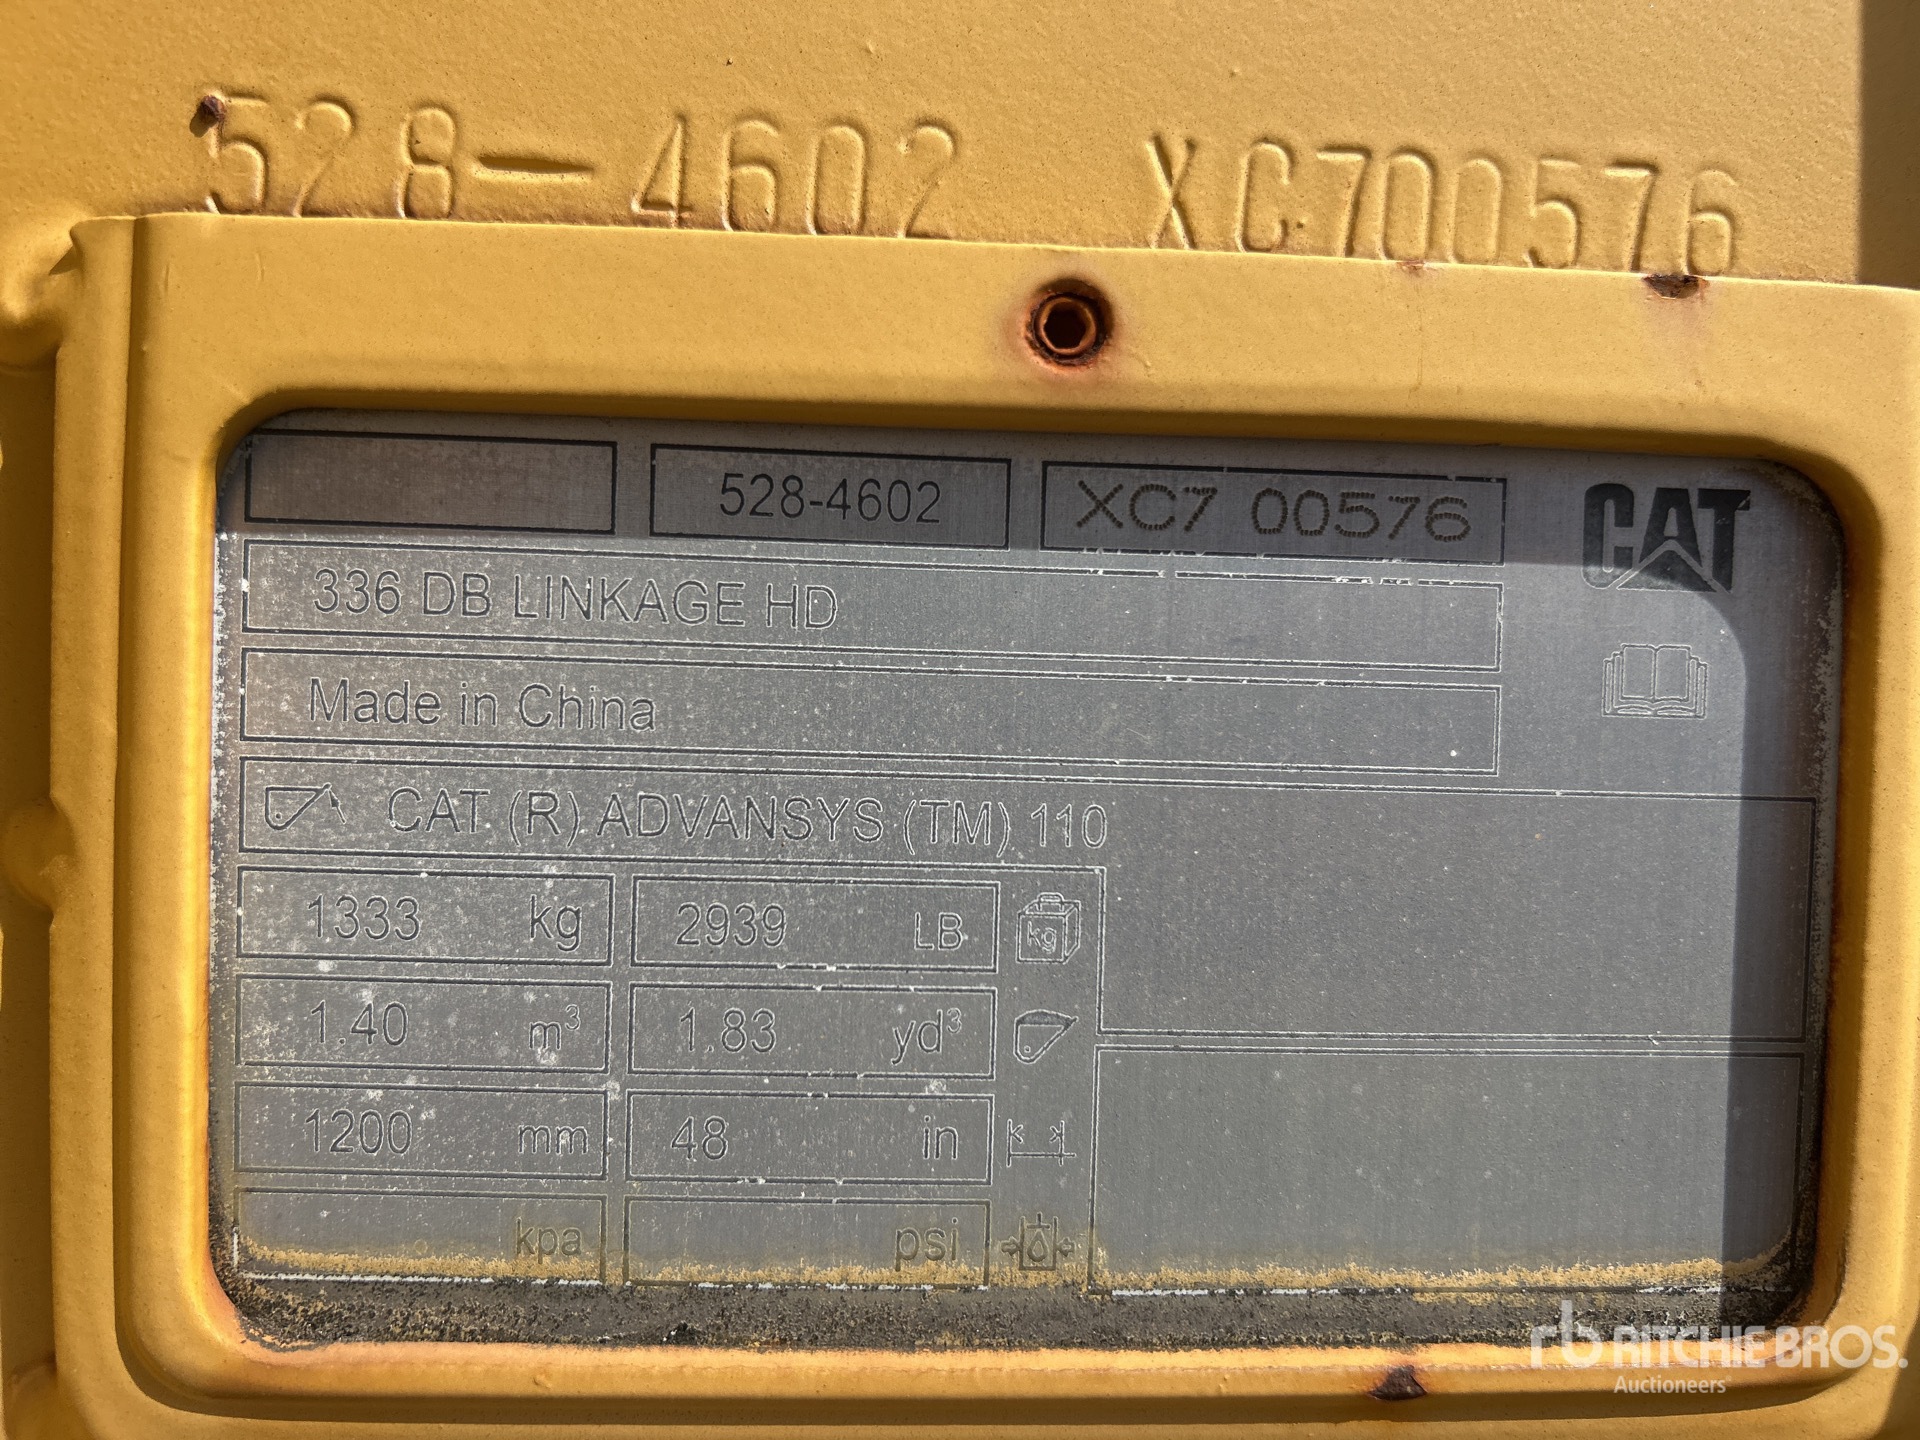 528-4602 XC700576
528-4602 XC7 00576 CAT
336 DB LINKAGE HD
Made in China
CAT (R) ADVANSYS (TM) 110
1333 kg 2939 LB kg
1.40 m³ 1.83 yd³
1200 mm 48 in
kpa psi
rb RITCHIE BROS.
Auctioneers